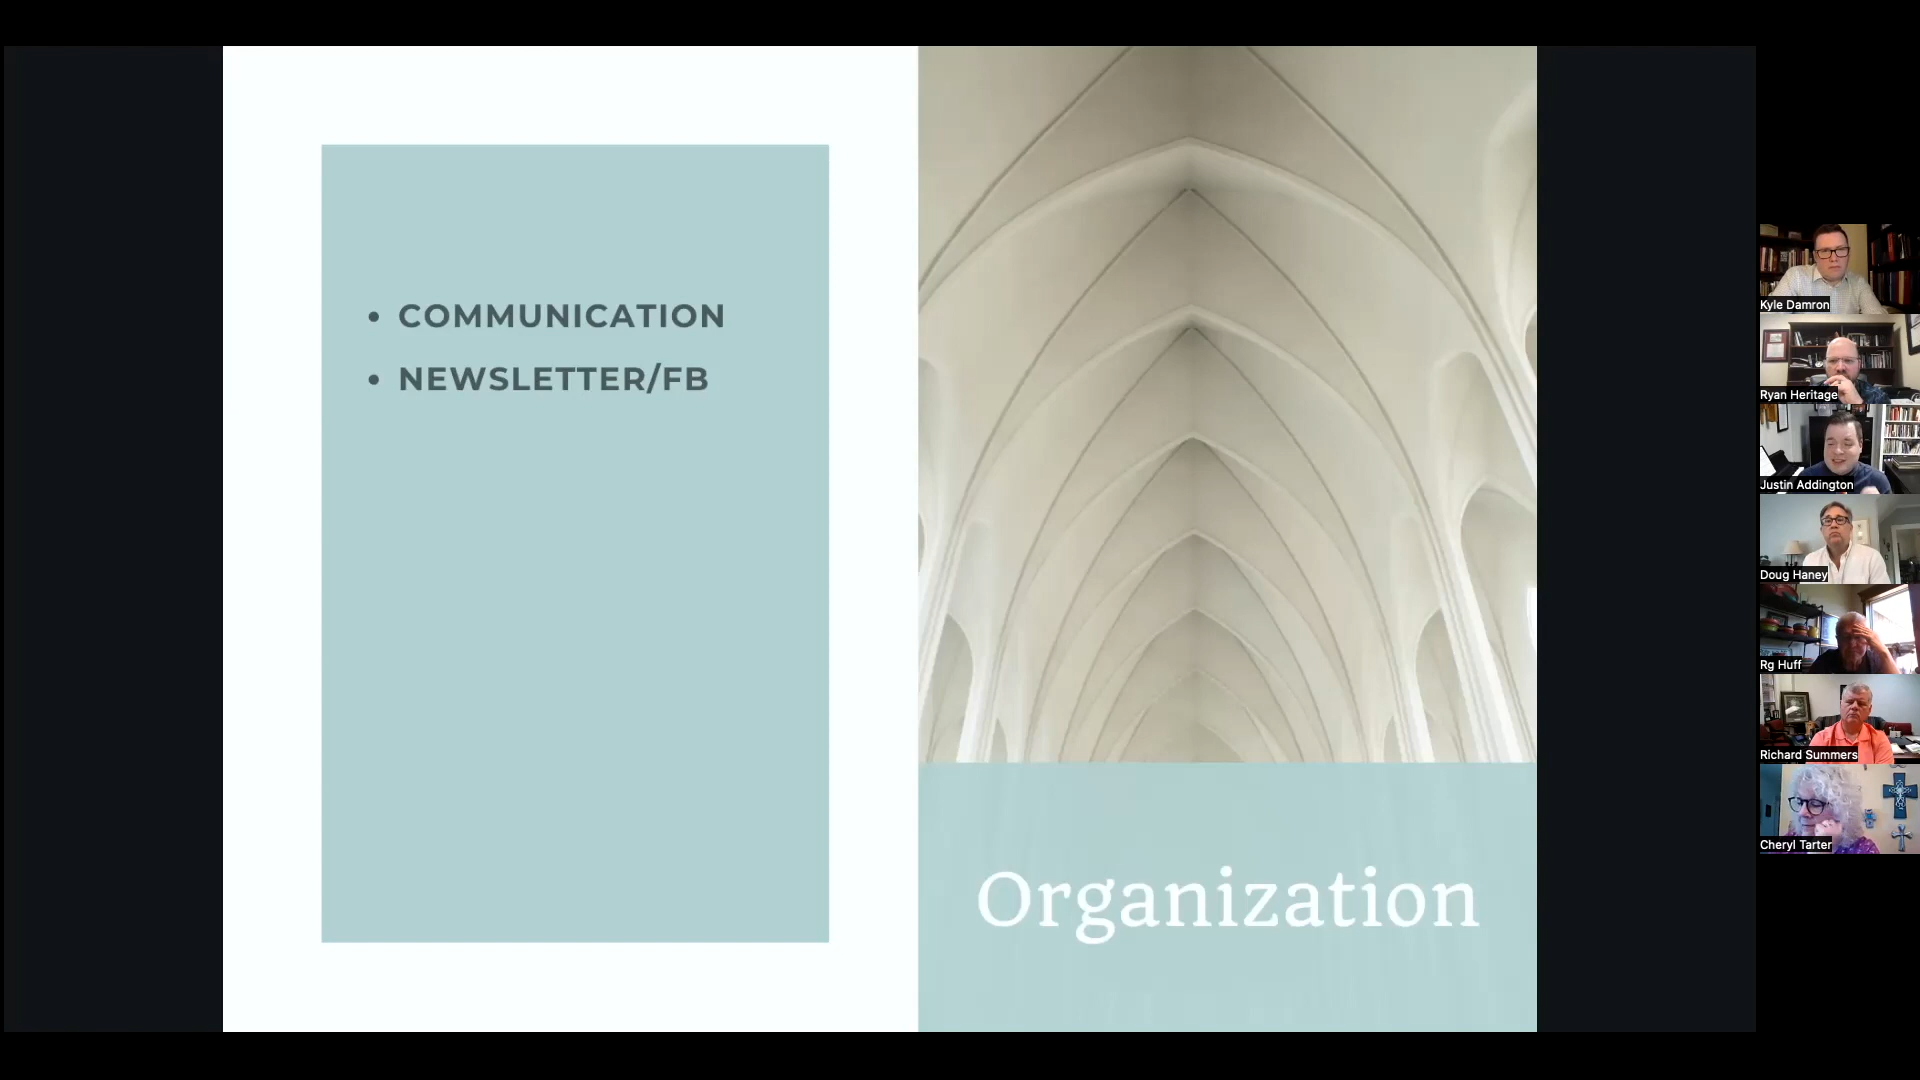 COMMUNICATION
NEWSLETTER/FB
Organization
Kyle Damron
Ryan Heritage
Justin Addington
Doug Haney
Rg Huff
Richard Summers
Cheryl Tarter